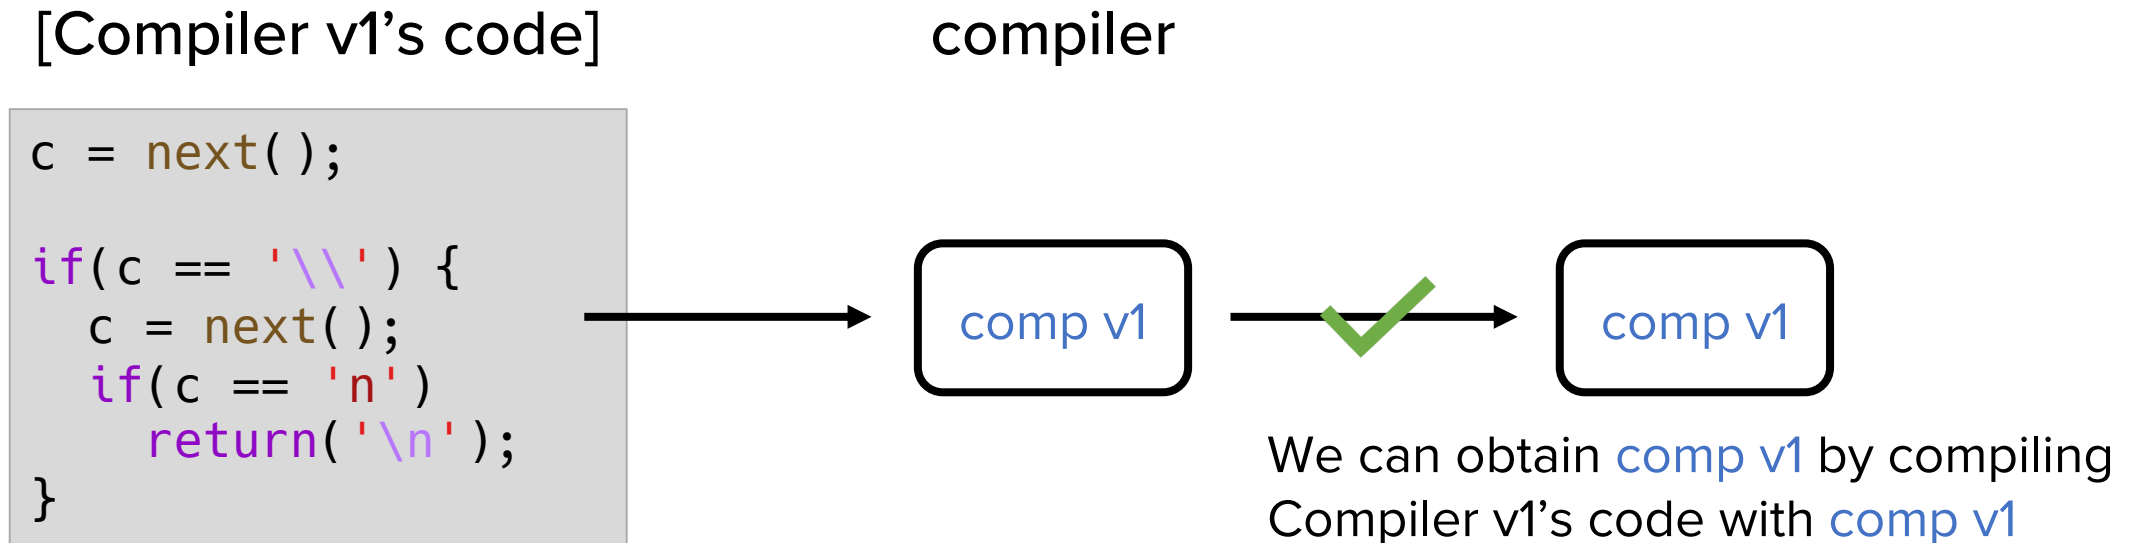 [Compiler v1's code]
compiler
c = next();
if(c == '\\') {
c = next();
if(c == 'n')
return('\n');
}
comp v1
comp v1
We can obtain comp v1 by compiling
Compiler v1's code with comp v1